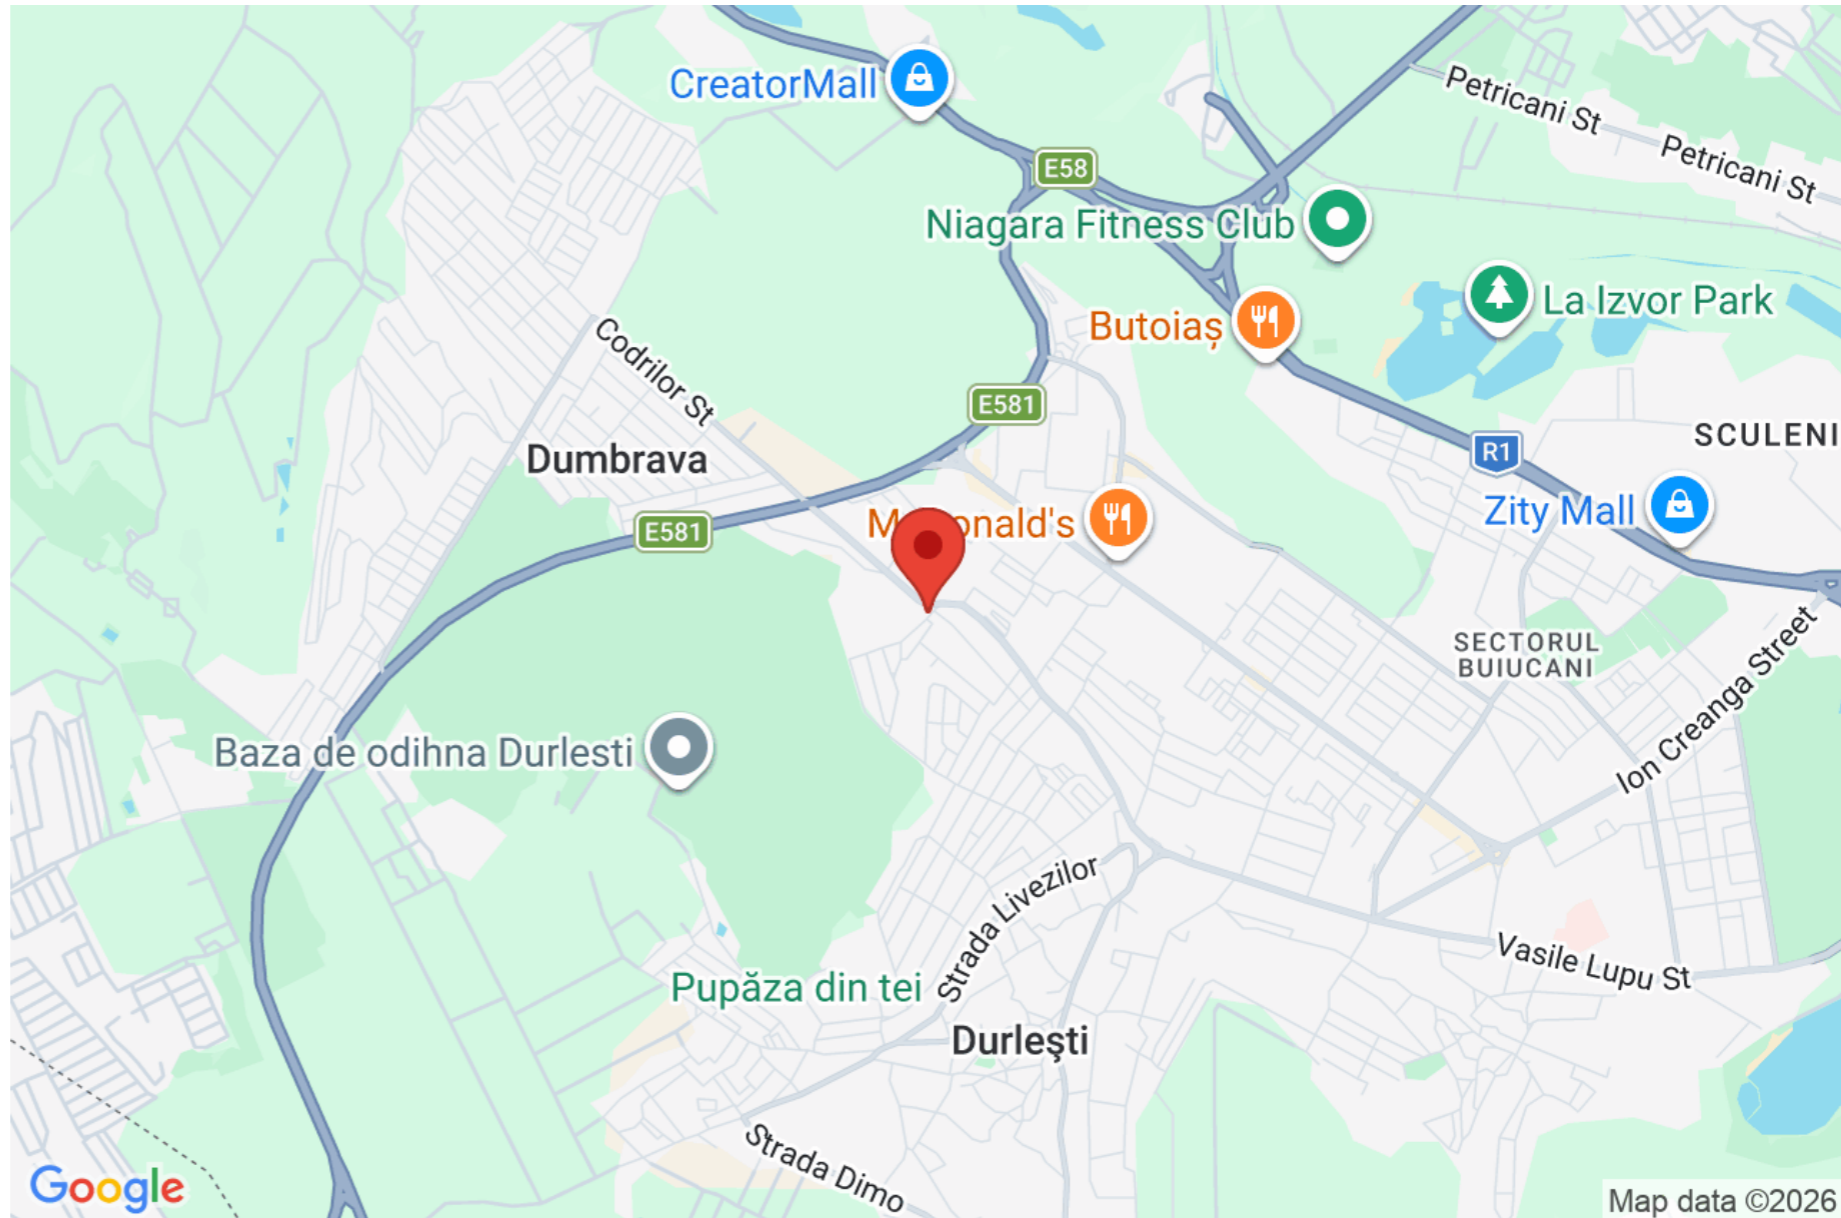 CreatorMall
Petricani St
Petricani St
E58
Niagara Fitness Club
La Izvor Park
Butoiaș
Codrilor St
E581
SCULENI
Dumbrava
R1
Zity Mall
E581
McDonald's
SECTORUL
BUIUCANI
Ion Creanga Street
Baza de odihna Durlesti
Strada Livezilor
Vasile Lupu St
Pupăza din tei
Durleşti
Strada Dimo
Google
Map data ©2026